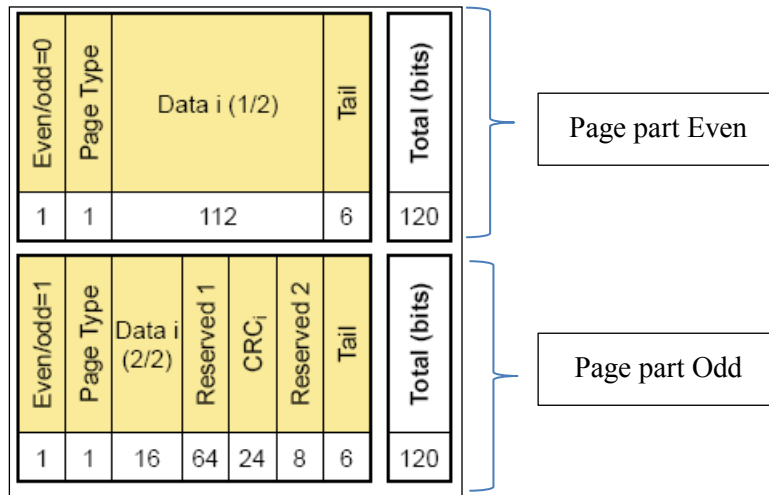 Even/odd=0
Page Type
Data i (1/2)
Tail
Total (bits)
1 1 112 6 120
Page part Even
Even/odd=1
Page Type
Data i
(2/2)
Reserved 1
CRCi
Reserved 2
Tail
Total (bits)
1 1 16 64 24 8 6 120
Page part Odd